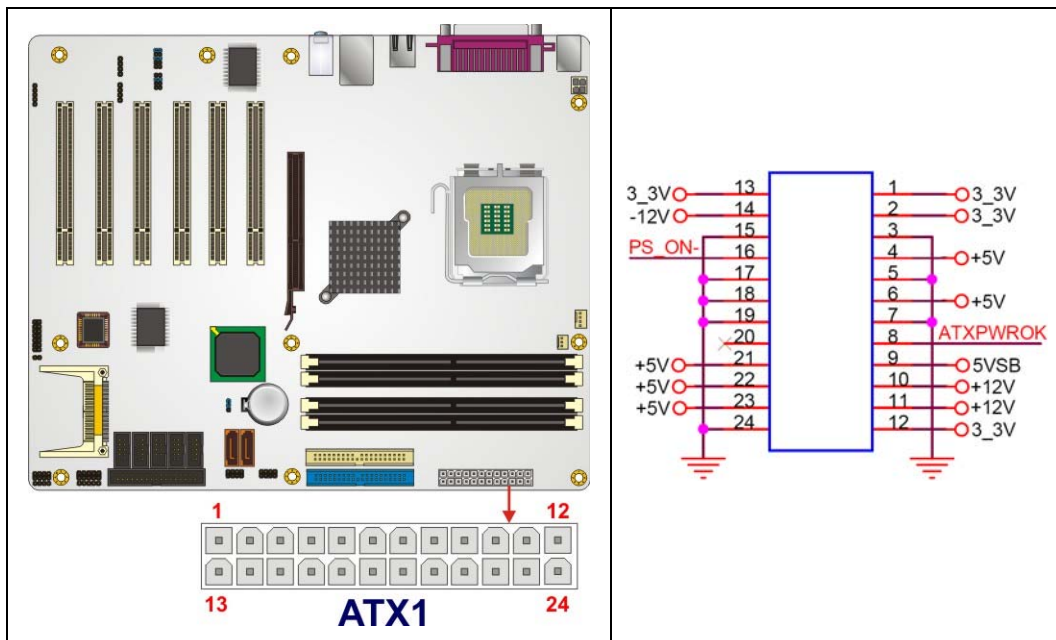 1 12
13 24
ATX1
3_3V 13 1 3_3V
-12V 14 2 3_3V
15 3
PS_ON- 16 4 +5V
17 5
18 6 +5V
19 7
20 8 ATXPWROK
+5V 21 9 5VSB
+5V 22 10 +12V
+5V 23 11 +12V
24 12 3_3V